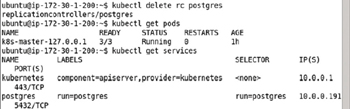 ubuntu@ip-172-30-1-200:~$ kubectl delete rc postgres
replicationcontrollers/postgres
ubuntu@ip-172-30-1-200:~$ kubectl get pods
NAME READY STATUS RESTARTS AGE
k8s-master-127.0.0.1 3/3 Running 0 1h
ubuntu@ip-172-30-1-200:~$ kubectl get services
NAME LABELS SELECTOR IP(S)
PORT(S)
kubernetes component=apiserver,provider=kubernetes <none> 10.0.0.1
443/TCP
postgres run=postgres run=postgres 10.0.0.191
5432/TCP